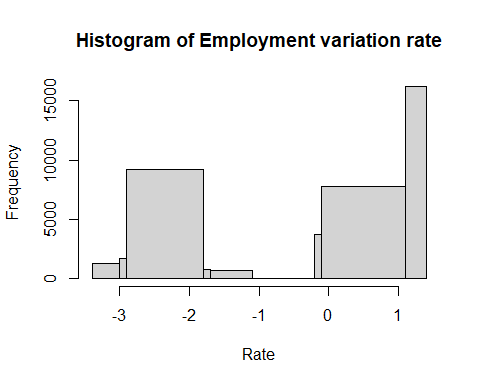 Histogram of Employment variation rate
Frequency
15000
10000
5000
0
-3 -2 -1 0 1
Rate